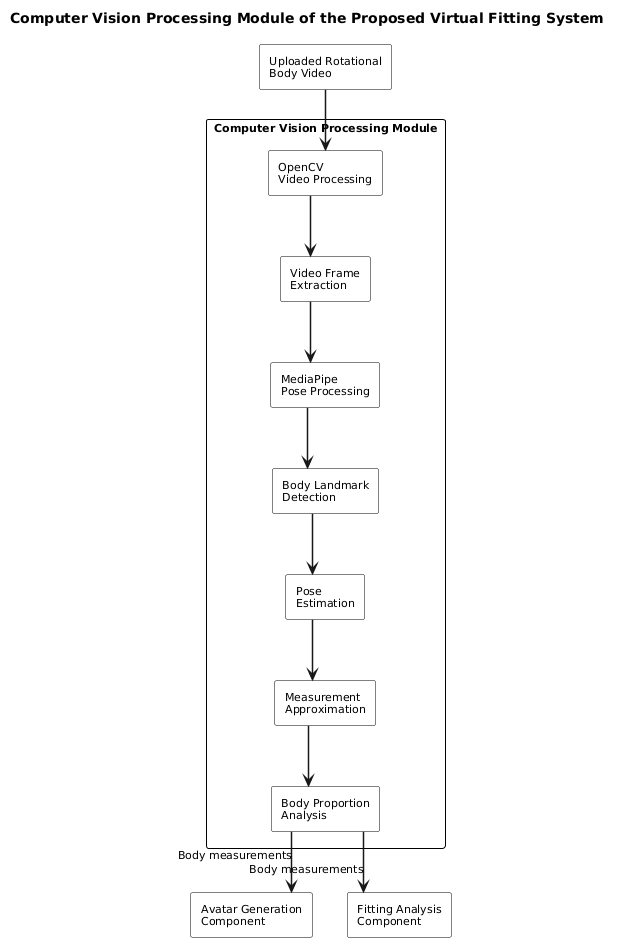 Computer Vision Processing Module of the Proposed Virtual Fitting System
Uploaded Rotational
Body Video
Computer Vision Processing Module
OpenCV
Video Processing
Video Frame
Extraction
MediaPipe
Pose Processing
Body Landmark
Detection
Pose
Estimation
Measurement
Approximation
Body Proportion
Analysis
Body measurements
Body measurements
Avatar Generation
Component
Fitting Analysis
Component